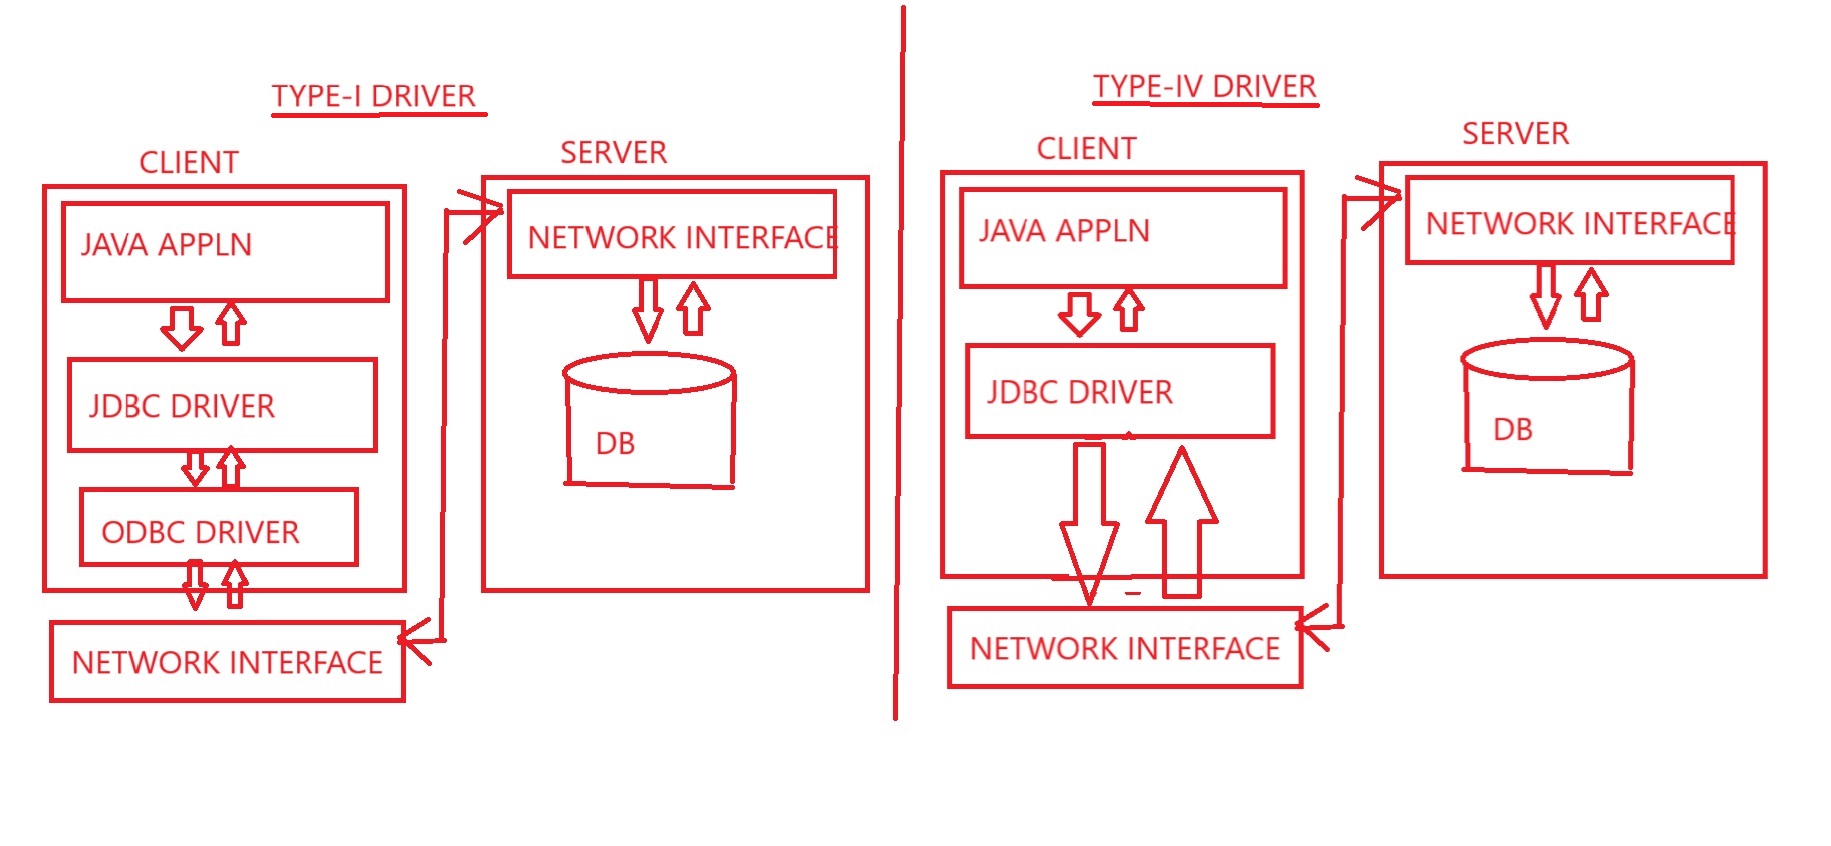 TYPE-I DRIVER
CLIENT
SERVER
JAVA APPLN
NETWORK INTERFACE
JDBC DRIVER
DB
ODBC DRIVER
NETWORK INTERFACE
TYPE-IV DRIVER
CLIENT
SERVER
JAVA APPLN
NETWORK INTERFACE
JDBC DRIVER
DB
NETWORK INTERFACE